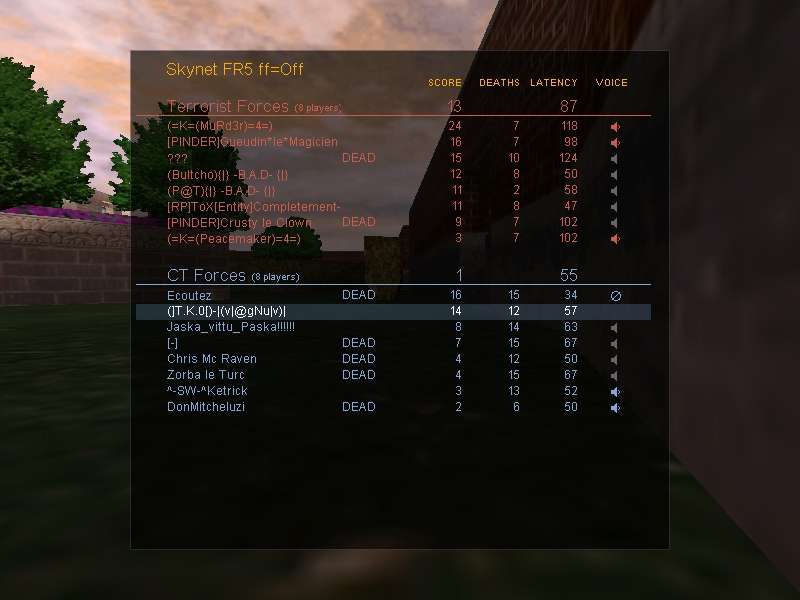 Skynet FR5 ff=Off
SCORE DEATHS LATENCY VOICE
Terrorist Forces (8 players) 13 87
(=K=(MuRd3r)=4=) 24 7 118
[PINDER]Gueudin*le*Magicien 16 7 98
??? DEAD 15 10 124
(Bultcho){|} -B.A.D- {|} 12 8 50
(P@T){|} -B.A.D- {|} 11 2 58
[RP]ToX[Entity]Completement- 11 8 47
[PINDER]Crusty le Clown DEAD 9 7 102
(=K=(Peacemaker)=4=) 3 7 102
CT Forces (8 players) 1 55
Ecoutez DEAD 16 15 34
(]T.K.0[)-|(v|@gNu|v)| 14 12 57
Jaska_vittu_Paska!!!!!! 8 14 63
[-] DEAD 7 15 67
Chris Mc Raven DEAD 4 12 50
Zorba le Turc DEAD 4 15 67
^-SW-^Ketrick 3 13 52
DonMitcheluzi DEAD 2 6 50